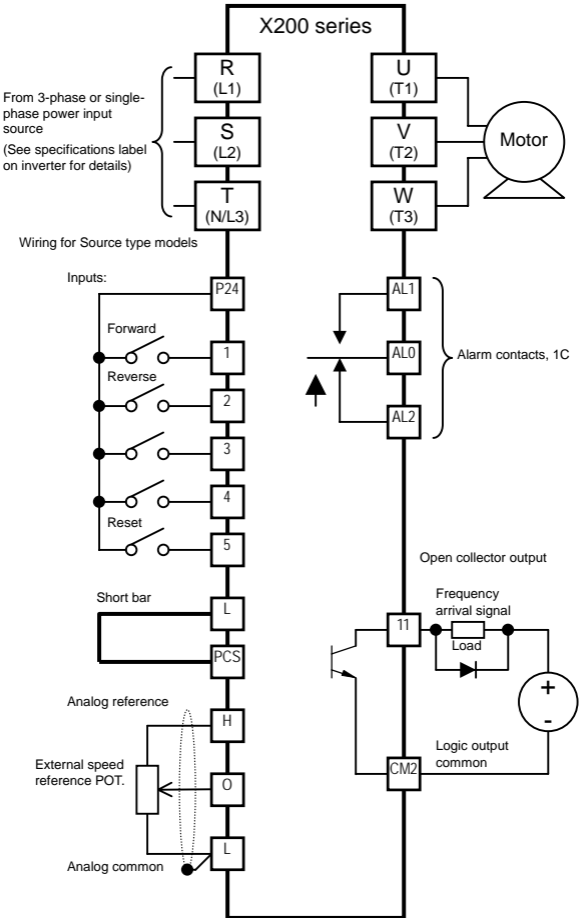 X200 series
R
(L1)
S
(L2)
T
(N/L3)
From 3-phase or single-
phase power input
source
(See specifications label
on inverter for details)
U
(T1)
V
(T2)
W
(T3)
Motor
Wiring for Source type models
Inputs:
P24
Forward
1
Reverse
2
3
4
Reset
5
AL1
AL0
AL2
Alarm contacts, 1C
Short bar
L
PCS
Open collector output
Frequency
arrival signal
11
Load
+
-
Logic output
common
CM2
Analog reference
H
External speed
reference POT.
O
L
Analog common